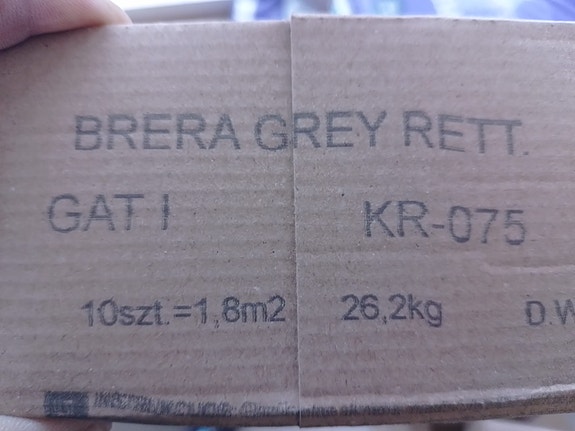 BRERA GREY RETT.
GAT I KR-075
10szt.=1,8m2 26,2kg D.W